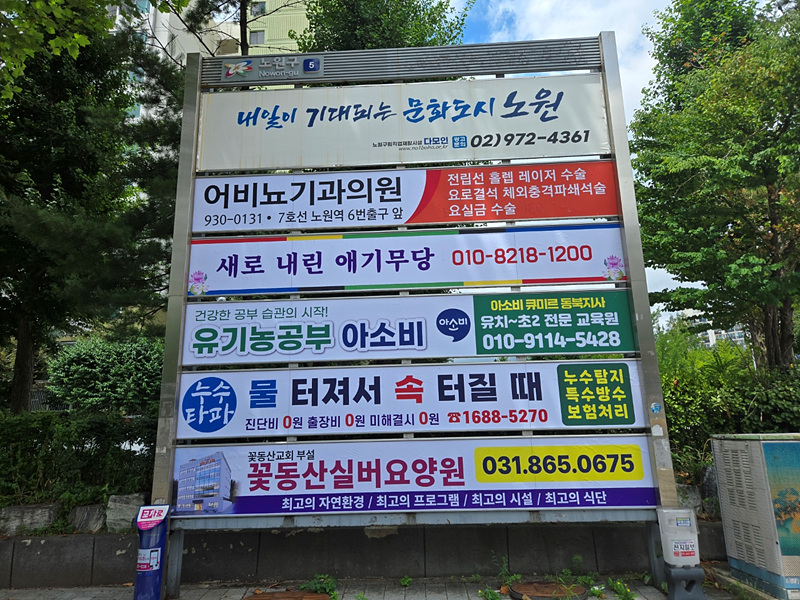 노원구 5
Nowon-gu
내일이 기대되는 문화도시 노원
노원구립직업재활시설 다모인 광고문의 02)972-4361
어비뇨기과의원
930-0131 • 7호선 노원역 6번출구 앞
전립선 홀렙 레이저 수술
요로결석 체외충격파쇄석술
요실금 수술
새로 내린 애기무당 010-8218-1200
건강한 공부 습관의 시작!
유기농공부 아소비
아소비
아소비 큐미르 동북지사
유치~초2 전문 교육원
010-9114-5428
누수
타파
물 터져서 속 터질 때
진단비 0원 출장비 0원 미해결시 0원 ☎1688-5270
누수탐지
특수방수
보험처리
꽃동산교회 부설
꽃동산실버요양원
031.865.0675
최고의 자연환경 / 최고의 프로그램 / 최고의 시설 / 최고의 식단